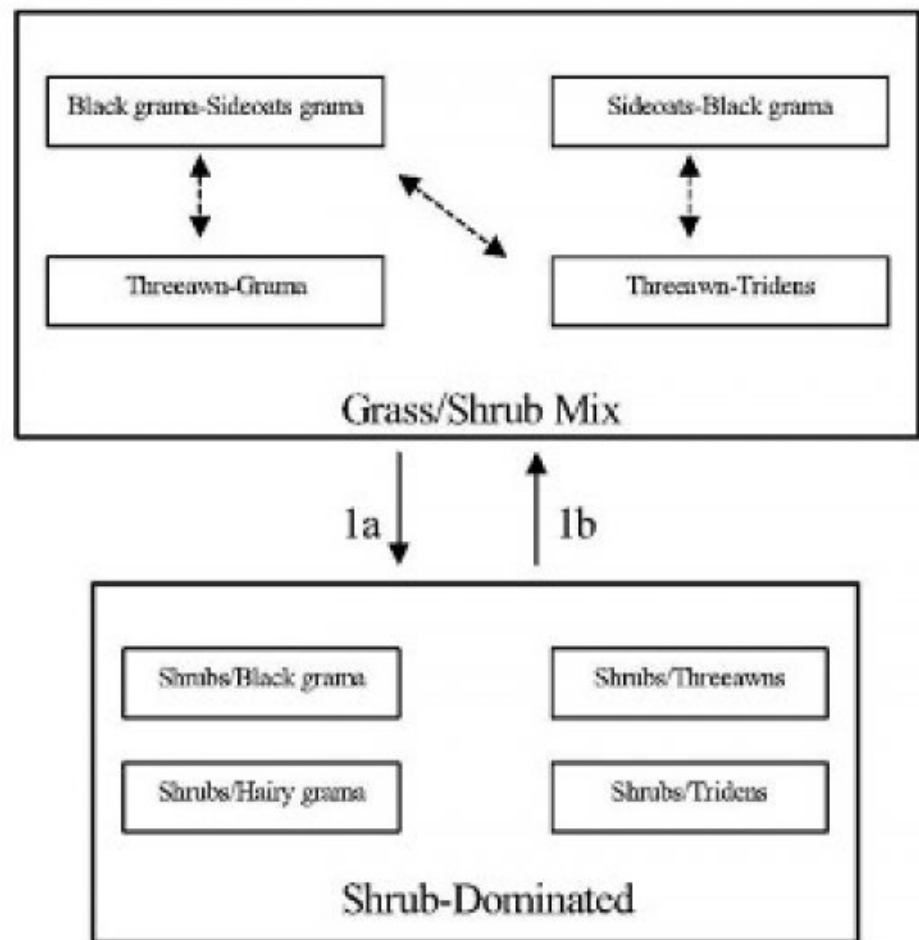 Black grama-Sideoats grama
Sideoats-Black grama
Threeawn-Grama
Threeawn-Tridens
Grass/Shrub Mix
1a
1b
Shrubs/Black grama
Shrubs/Threeawns
Shrubs/Hairy grama
Shrubs/Tridens
Shrub-Dominated